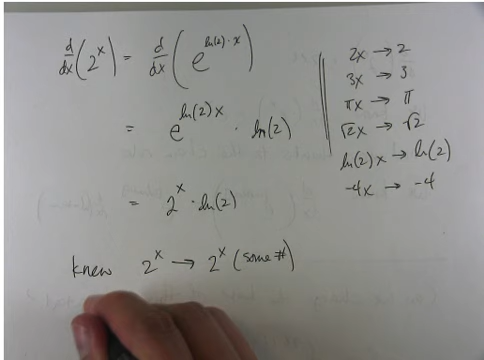 d/dx(2^x) = d/dx(e^{ln(2)·x})
= e^{ln(2)x} · ln(2)
= 2^x · ln(2)
2x → 2
3x → 3
πx → π
√2x → √2
ln(2)x → ln(2)
-4x → -4
knew 2^x → 2^x (some #)